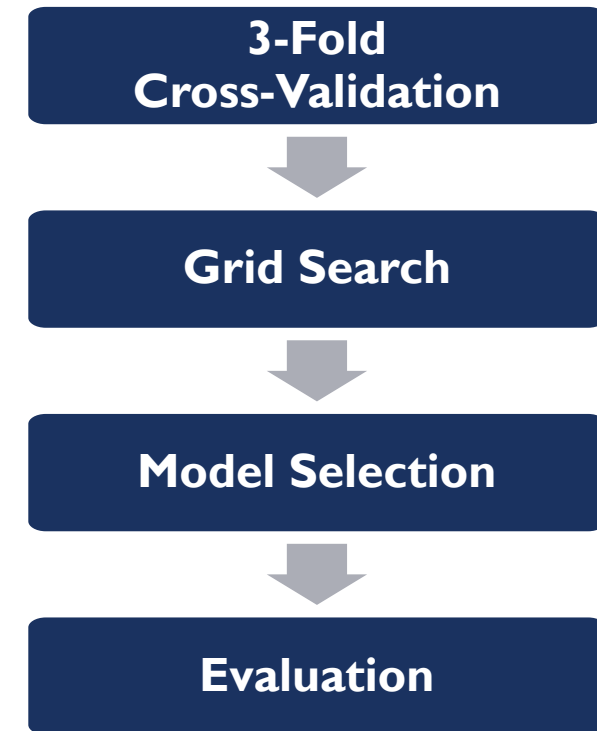 3-Fold
Cross-Validation
Grid Search
Model Selection
Evaluation